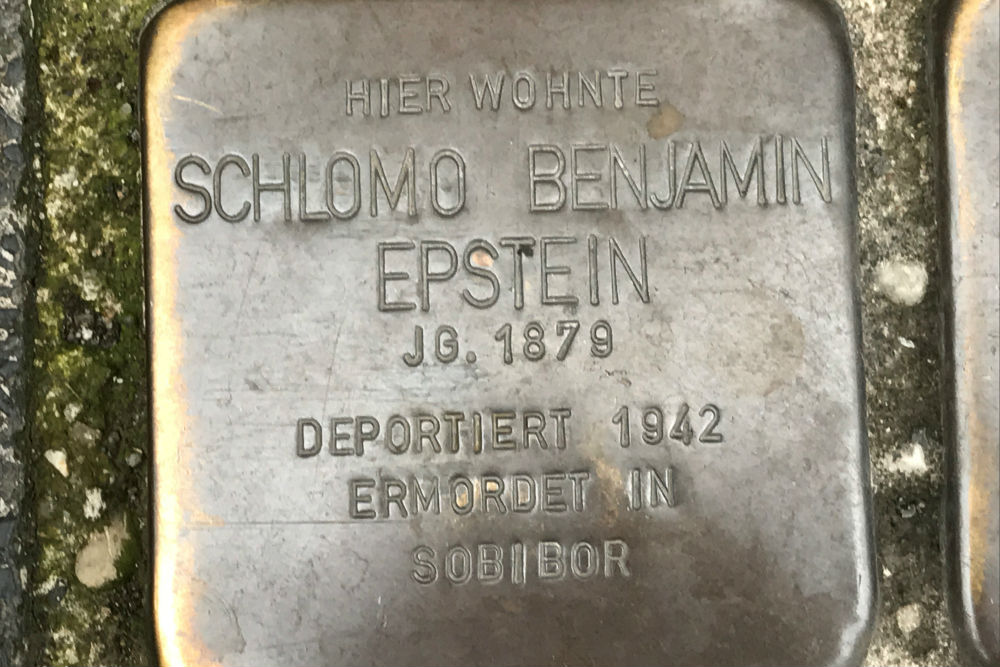 HIER WOHNTE
SCHLOMO BENJAMIN
EPSTEIN
JG. 1879
DEPORTIERT 1942
ERMORDET IN
SOBIBOR